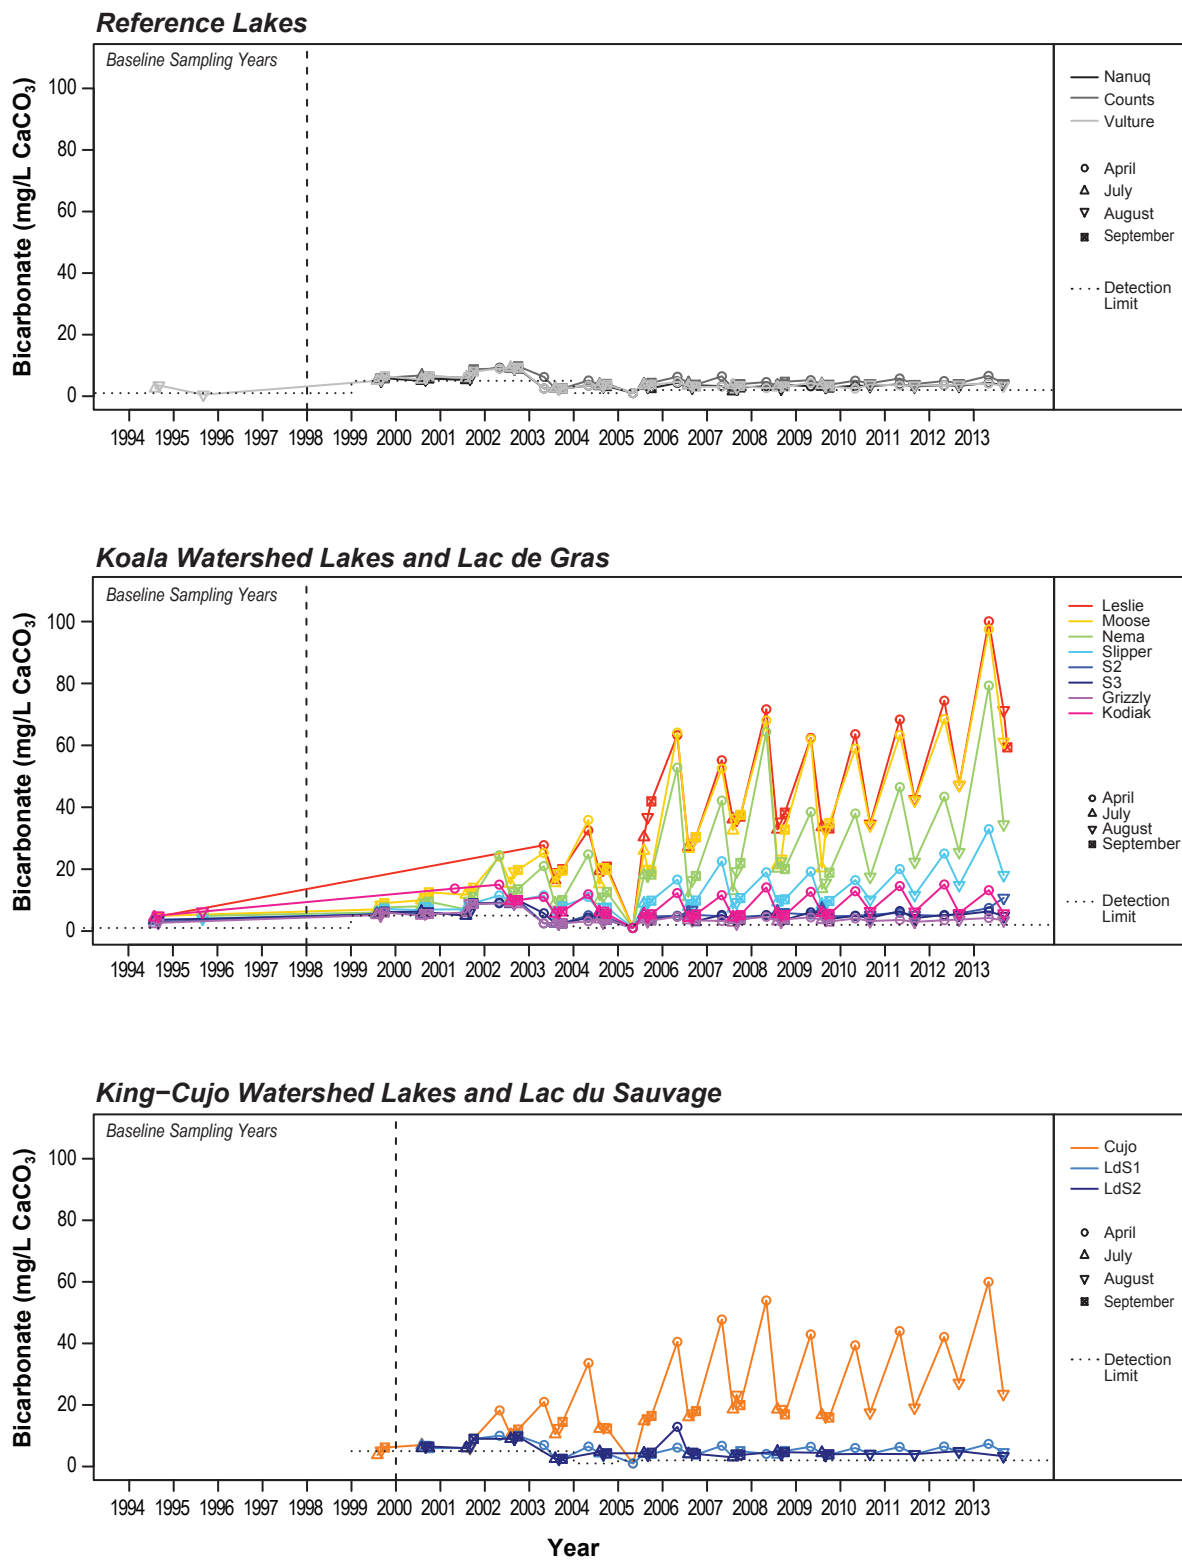 Reference Lakes
Baseline Sampling Years
Bicarbonate (mg/L CaCO3)
100
80
60
40
20
0
1994 1995 1996 1997 1998 1999 2000 2001 2002 2003 2004 2005 2006 2007 2008 2009 2010 2011 2012 2013
Nanuq
Counts
Vulture
April
July
August
September
Detection
Limit
Koala Watershed Lakes and Lac de Gras
Baseline Sampling Years
Bicarbonate (mg/L CaCO3)
100
80
60
40
20
0
1994 1995 1996 1997 1998 1999 2000 2001 2002 2003 2004 2005 2006 2007 2008 2009 2010 2011 2012 2013
Leslie
Moose
Nema
Slipper
S2
S3
Grizzly
Kodiak
April
July
August
September
Detection
Limit
King−Cujo Watershed Lakes and Lac du Sauvage
Baseline Sampling Years
Bicarbonate (mg/L CaCO3)
100
80
60
40
20
0
1994 1995 1996 1997 1998 1999 2000 2001 2002 2003 2004 2005 2006 2007 2008 2009 2010 2011 2012 2013
Cujo
LdS1
LdS2
April
July
August
September
Detection
Limit
Year